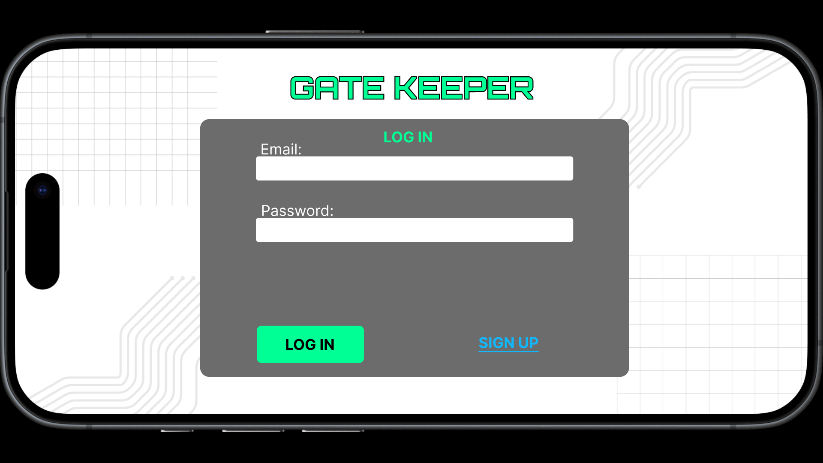 GATE KEEPER
LOG IN
Email:
Password:
LOG IN
SIGN UP